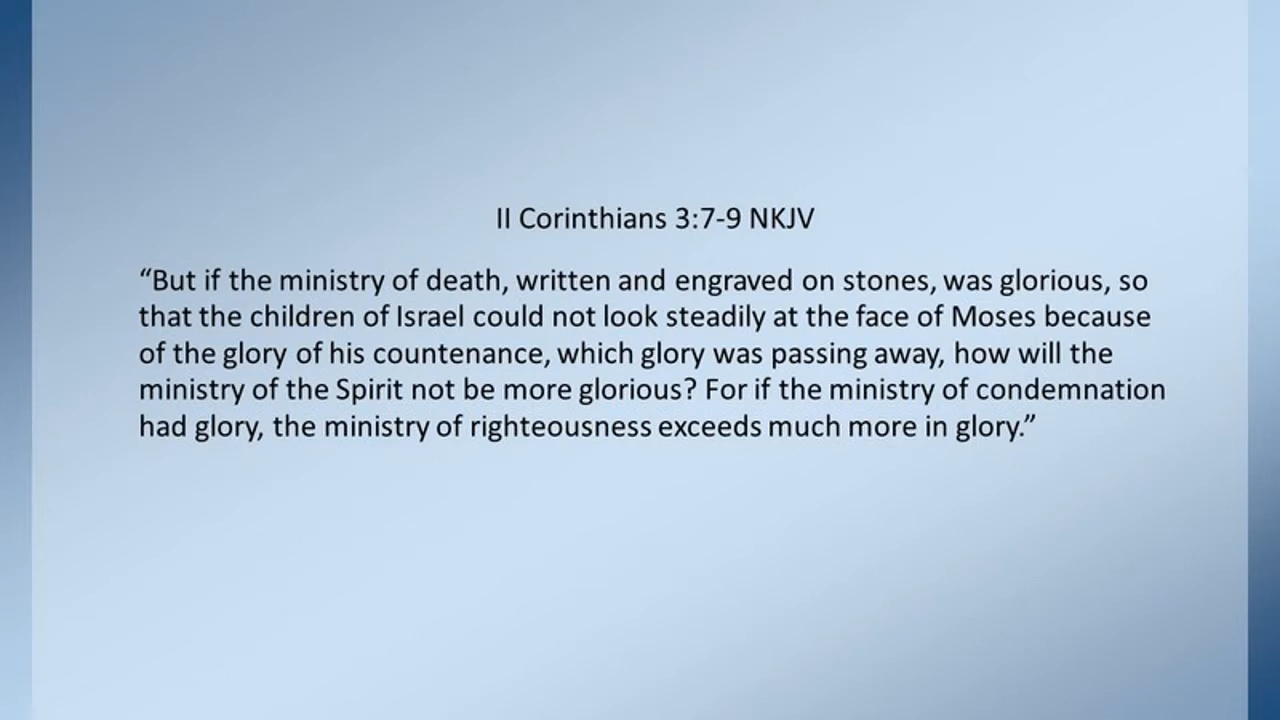 II Corinthians 3:7-9 NKJV
“But if the ministry of death, written and engraved on stones, was glorious, so
that the children of Israel could not look steadily at the face of Moses because
of the glory of his countenance, which glory was passing away, how will the
ministry of the Spirit not be more glorious? For if the ministry of condemnation
had glory, the ministry of righteousness exceeds much more in glory.”